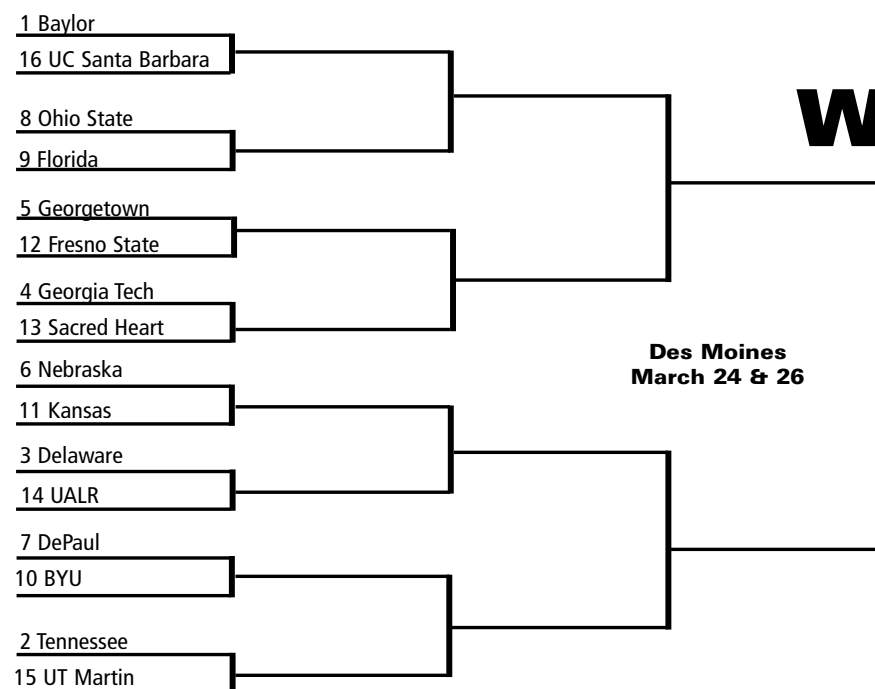 1 Baylor
16 UC Santa Barbara
8 Ohio State
9 Florida
5 Georgetown
12 Fresno State
4 Georgia Tech
13 Sacred Heart
6 Nebraska
11 Kansas
3 Delaware
14 UALR
7 DePaul
10 BYU
2 Tennessee
15 UT Martin
Des Moines
March 24 & 26
W